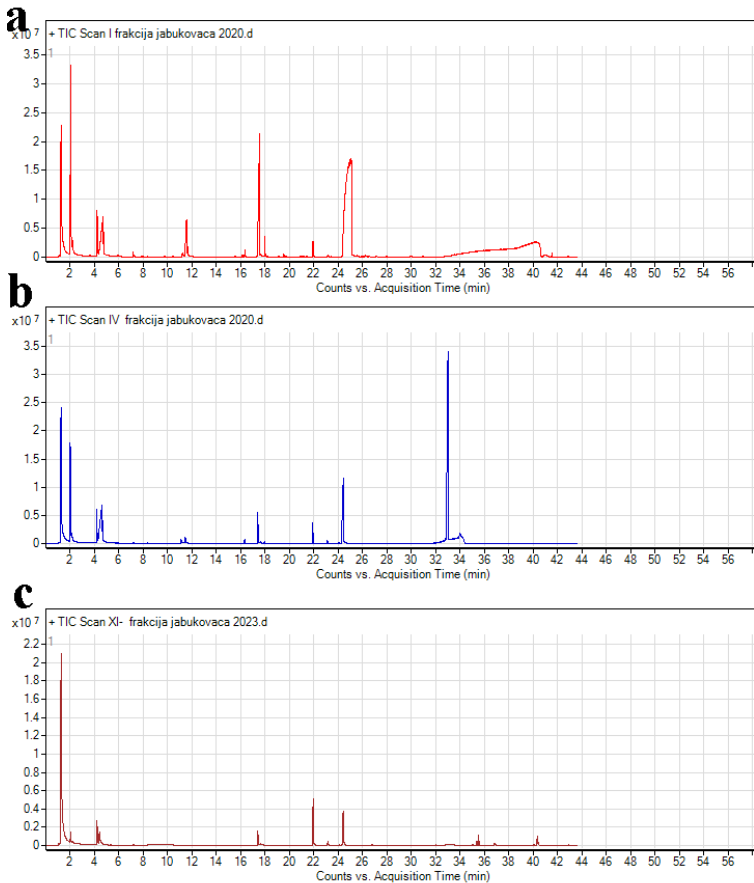 a
+ TIC Scan I frakcija jabukovaca 2020.d
x10 7
1
3.5
3
2.5
2
1.5
1
0.5
0
2 4 6 8 10 12 14 16 18 20 22 24 26 28 30 32 34 36 38 40 42 44 46 48 50 52 54 56
Counts vs. Acquisition Time (min)
b
+ TIC Scan IV frakcija jabukovaca 2020.d
x10 7
1
3.5
3
2.5
2
1.5
1
0.5
0
2 4 6 8 10 12 14 16 18 20 22 24 26 28 30 32 34 36 38 40 42 44 46 48 50 52 54 56
Counts vs. Acquisition Time (min)
c
+ TIC Scan XI- frakcija jabukovaca 2023.d
x10 7
1
2.2
2
1.8
1.6
1.4
1.2
1
0.8
0.6
0.4
0.2
0
2 4 6 8 10 12 14 16 18 20 22 24 26 28 30 32 34 36 38 40 42 44 46 48 50 52 54 56
Counts vs. Acquisition Time (min)